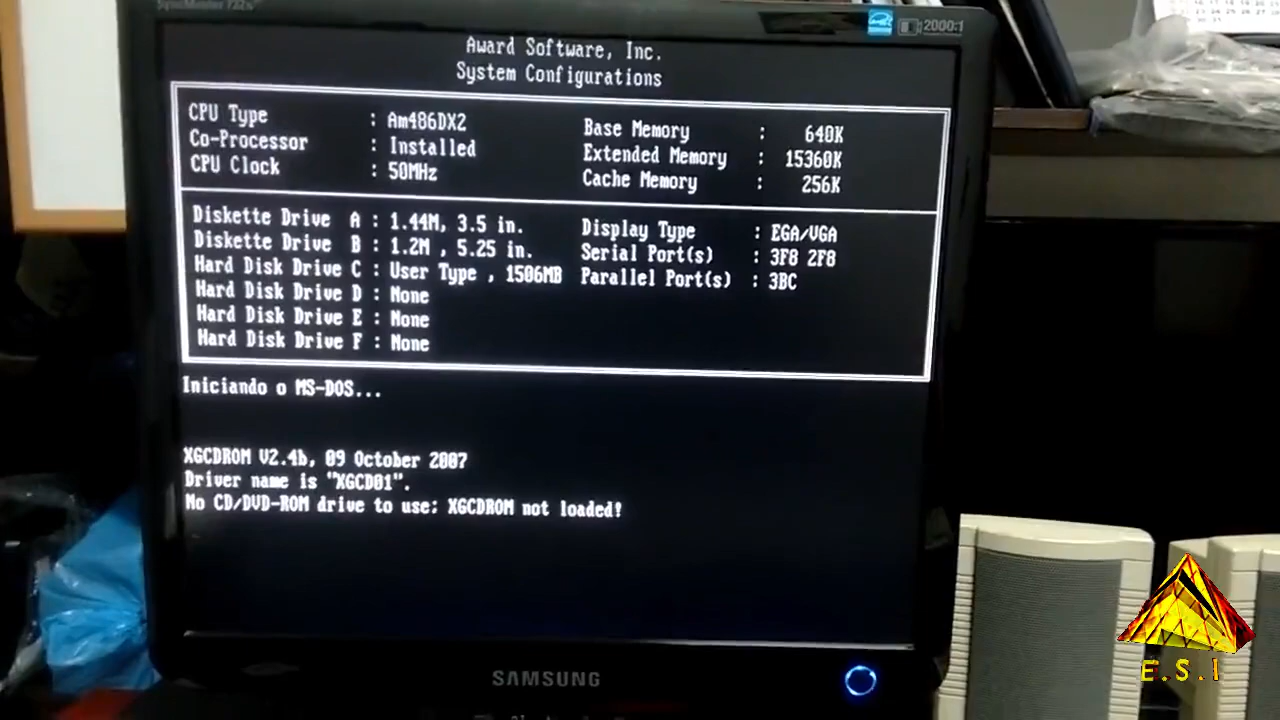 SyncMaster 732N
2000:1
Award Software, Inc.
System Configurations
CPU Type : Am486DX2 Base Memory : 640K
Co-Processor : Installed Extended Memory : 15360K
CPU Clock : 50MHz Cache Memory : 256K
Diskette Drive A : 1.44M, 3.5 in. Display Type : EGA/VGA
Diskette Drive B : 1.2M , 5.25 in. Serial Port(s) : 3F8 2F8
Hard Disk Drive C : User Type , 1506MB Parallel Port(s) : 3BC
Hard Disk Drive D : None
Hard Disk Drive E : None
Hard Disk Drive F : None
Iniciando o MS-DOS...
XGCDROM V2.4b, 09 October 2007
Driver name is "XGCD01".
No CD/DVD-ROM drive to use; XGCDROM not loaded!
SAMSUNG
E.S.I